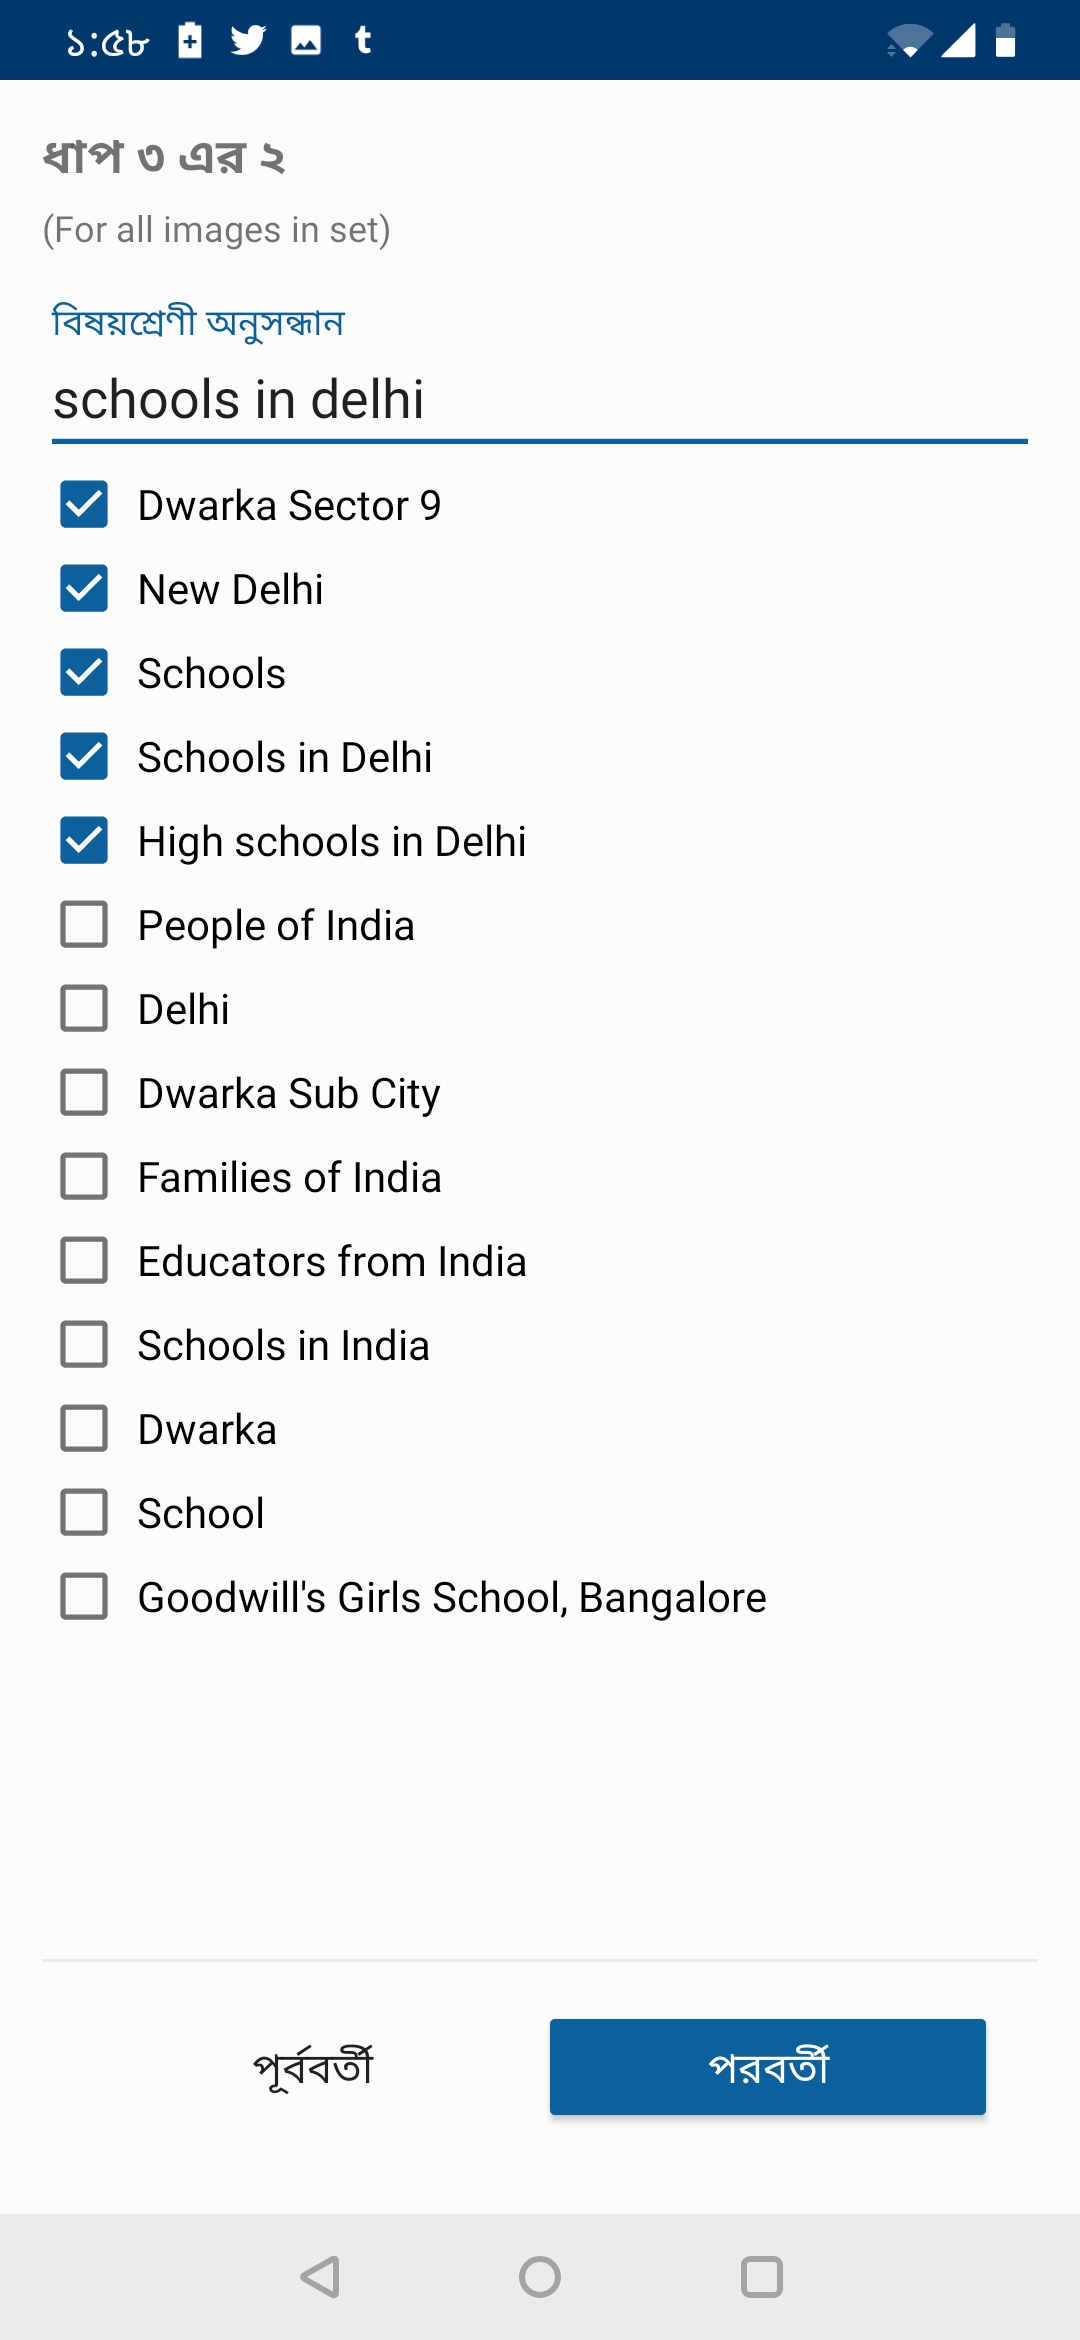 ১:৫৮
ধাপ ৩ এর ২
(For all images in set)
বিষয়শ্রেণী অনুসন্ধান
schools in delhi
Dwarka Sector 9
New Delhi
Schools
Schools in Delhi
High schools in Delhi
People of India
Delhi
Dwarka Sub City
Families of India
Educators from India
Schools in India
Dwarka
School
Goodwill's Girls School, Bangalore
পূর্ববর্তী
পরবর্তী